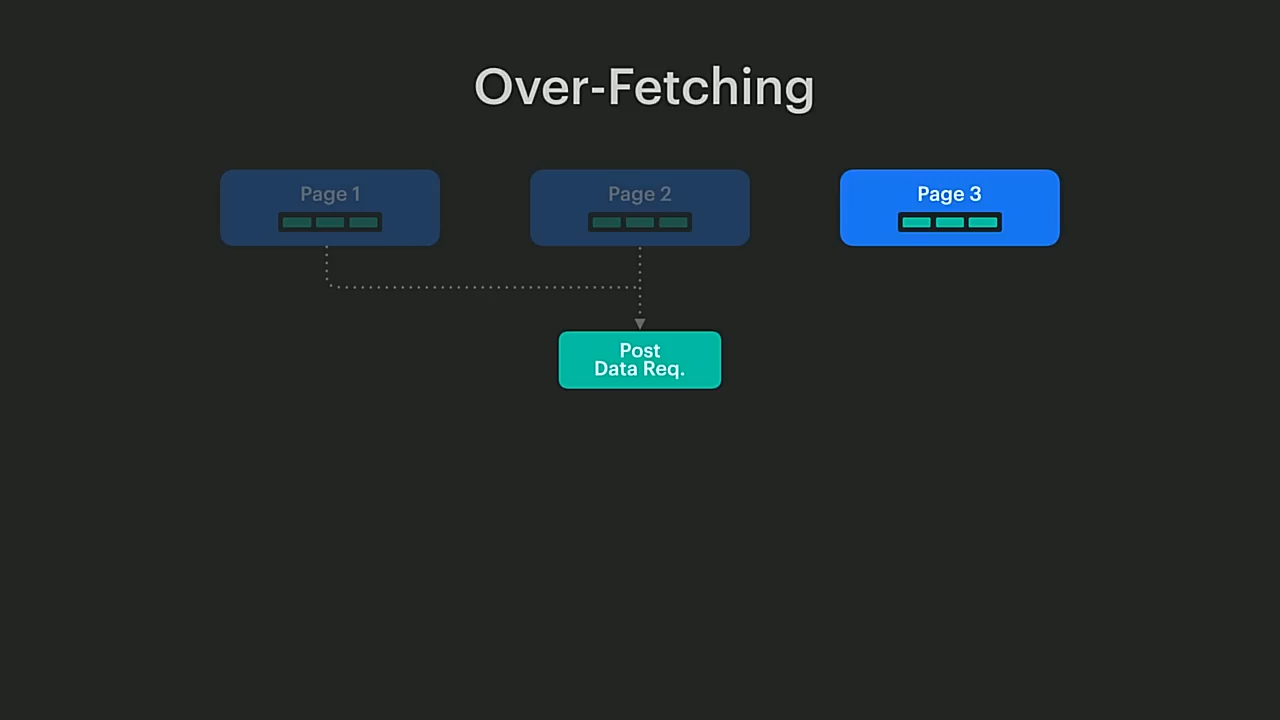 Over-Fetching
Page 1
Page 2
Page 3
Post
Data Req.